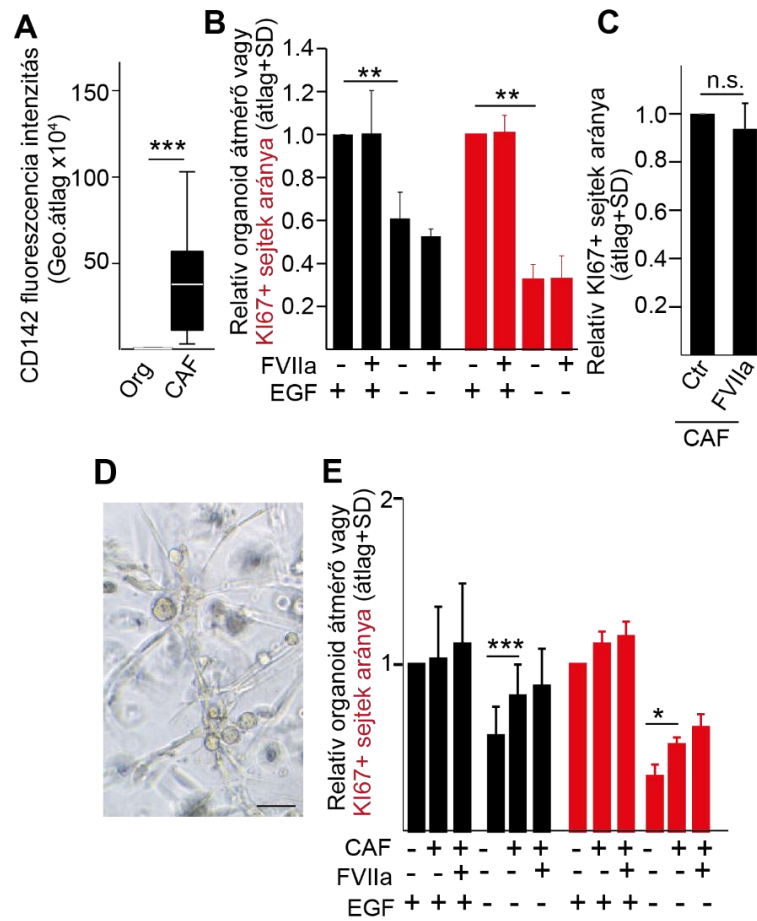 A
CD142 fluoreszcencia intenzitás
(Geo.átlag x10⁴)
150
100
50
***
Org
CAF
B
Relatív organoid átmérő vagy
KI67+ sejtek aránya (átlag+SD)
1.4
1.0
0.8
0.6
0.4
0.2
**
**
FVIIa - + - + - + - +
EGF + + - - + + - -
C
Relatív KI67+ sejtek aránya
(átlag+SD)
1.0
0.8
0.6
0.4
0.2
n.s.
Ctr
FVIIa
CAF
D
E
Relatív organoid átmérő vagy
KI67+ sejtek aránya (átlag+SD)
2
1
***
*
CAF - + + - + + - + + - + +
FVIIa - - + - - + - - + - - +
EGF + + + - - - + + + - - -